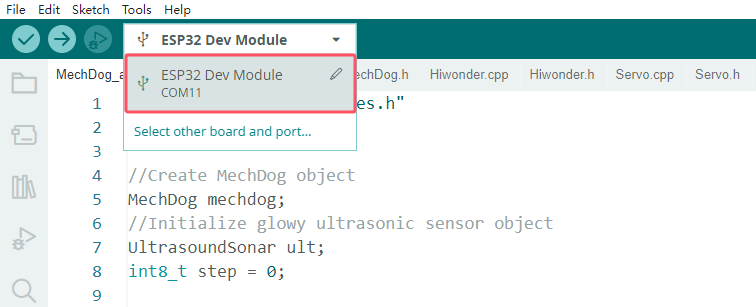 File Edit Sketch Tools Help
ESP32 Dev Module
ESP32 Dev Module
COM11
Select other board and port...
MechDog_a
echDog.h Hiwonder.cpp Hiwonder.h Servo.cpp Servo.h
1 es.h"
2
3
4 //Create MechDog object
5 MechDog mechdog;
6 //Initialize glowy ultrasonic sensor object
7 UltrasoundSonar ult;
8 int8_t step = 0;